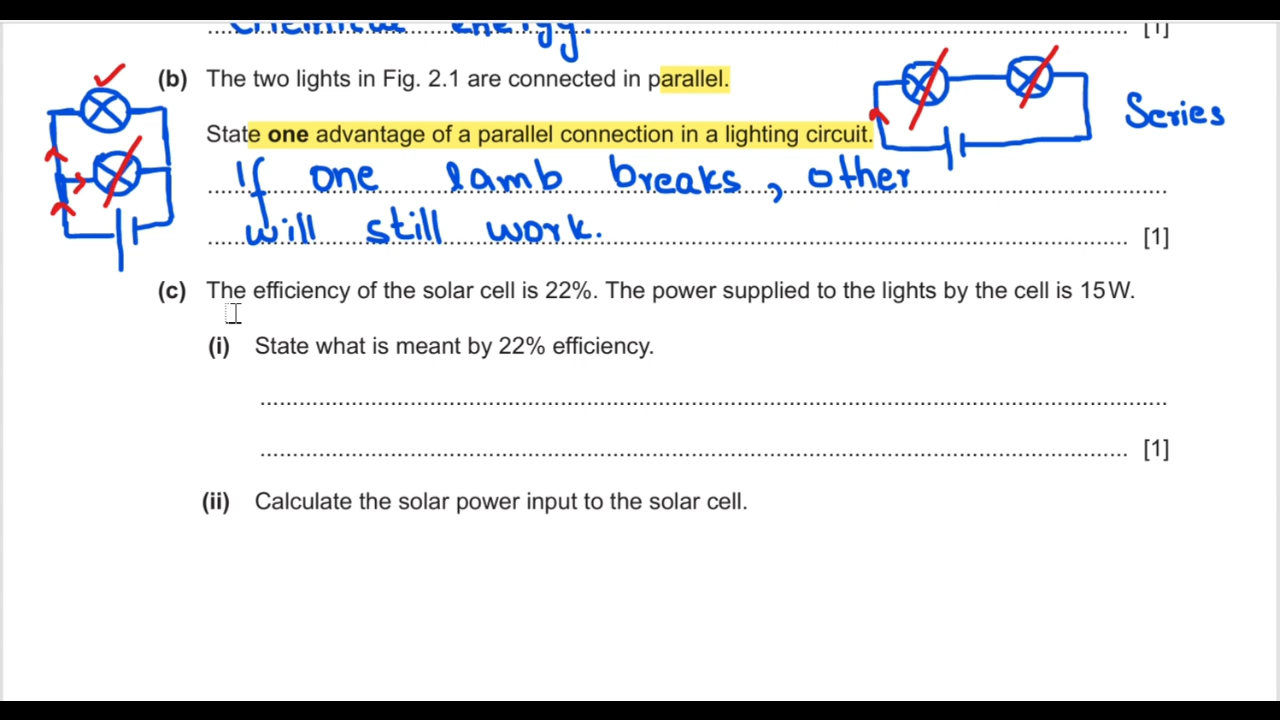 chemical energy. [1]
(b) The two lights in Fig. 2.1 are connected in parallel.
Series
State one advantage of a parallel connection in a lighting circuit.
If one lamb breaks, other
will still work. [1]
(c) The efficiency of the solar cell is 22%. The power supplied to the lights by the cell is 15W.
(i) State what is meant by 22% efficiency.
[1]
(ii) Calculate the solar power input to the solar cell.